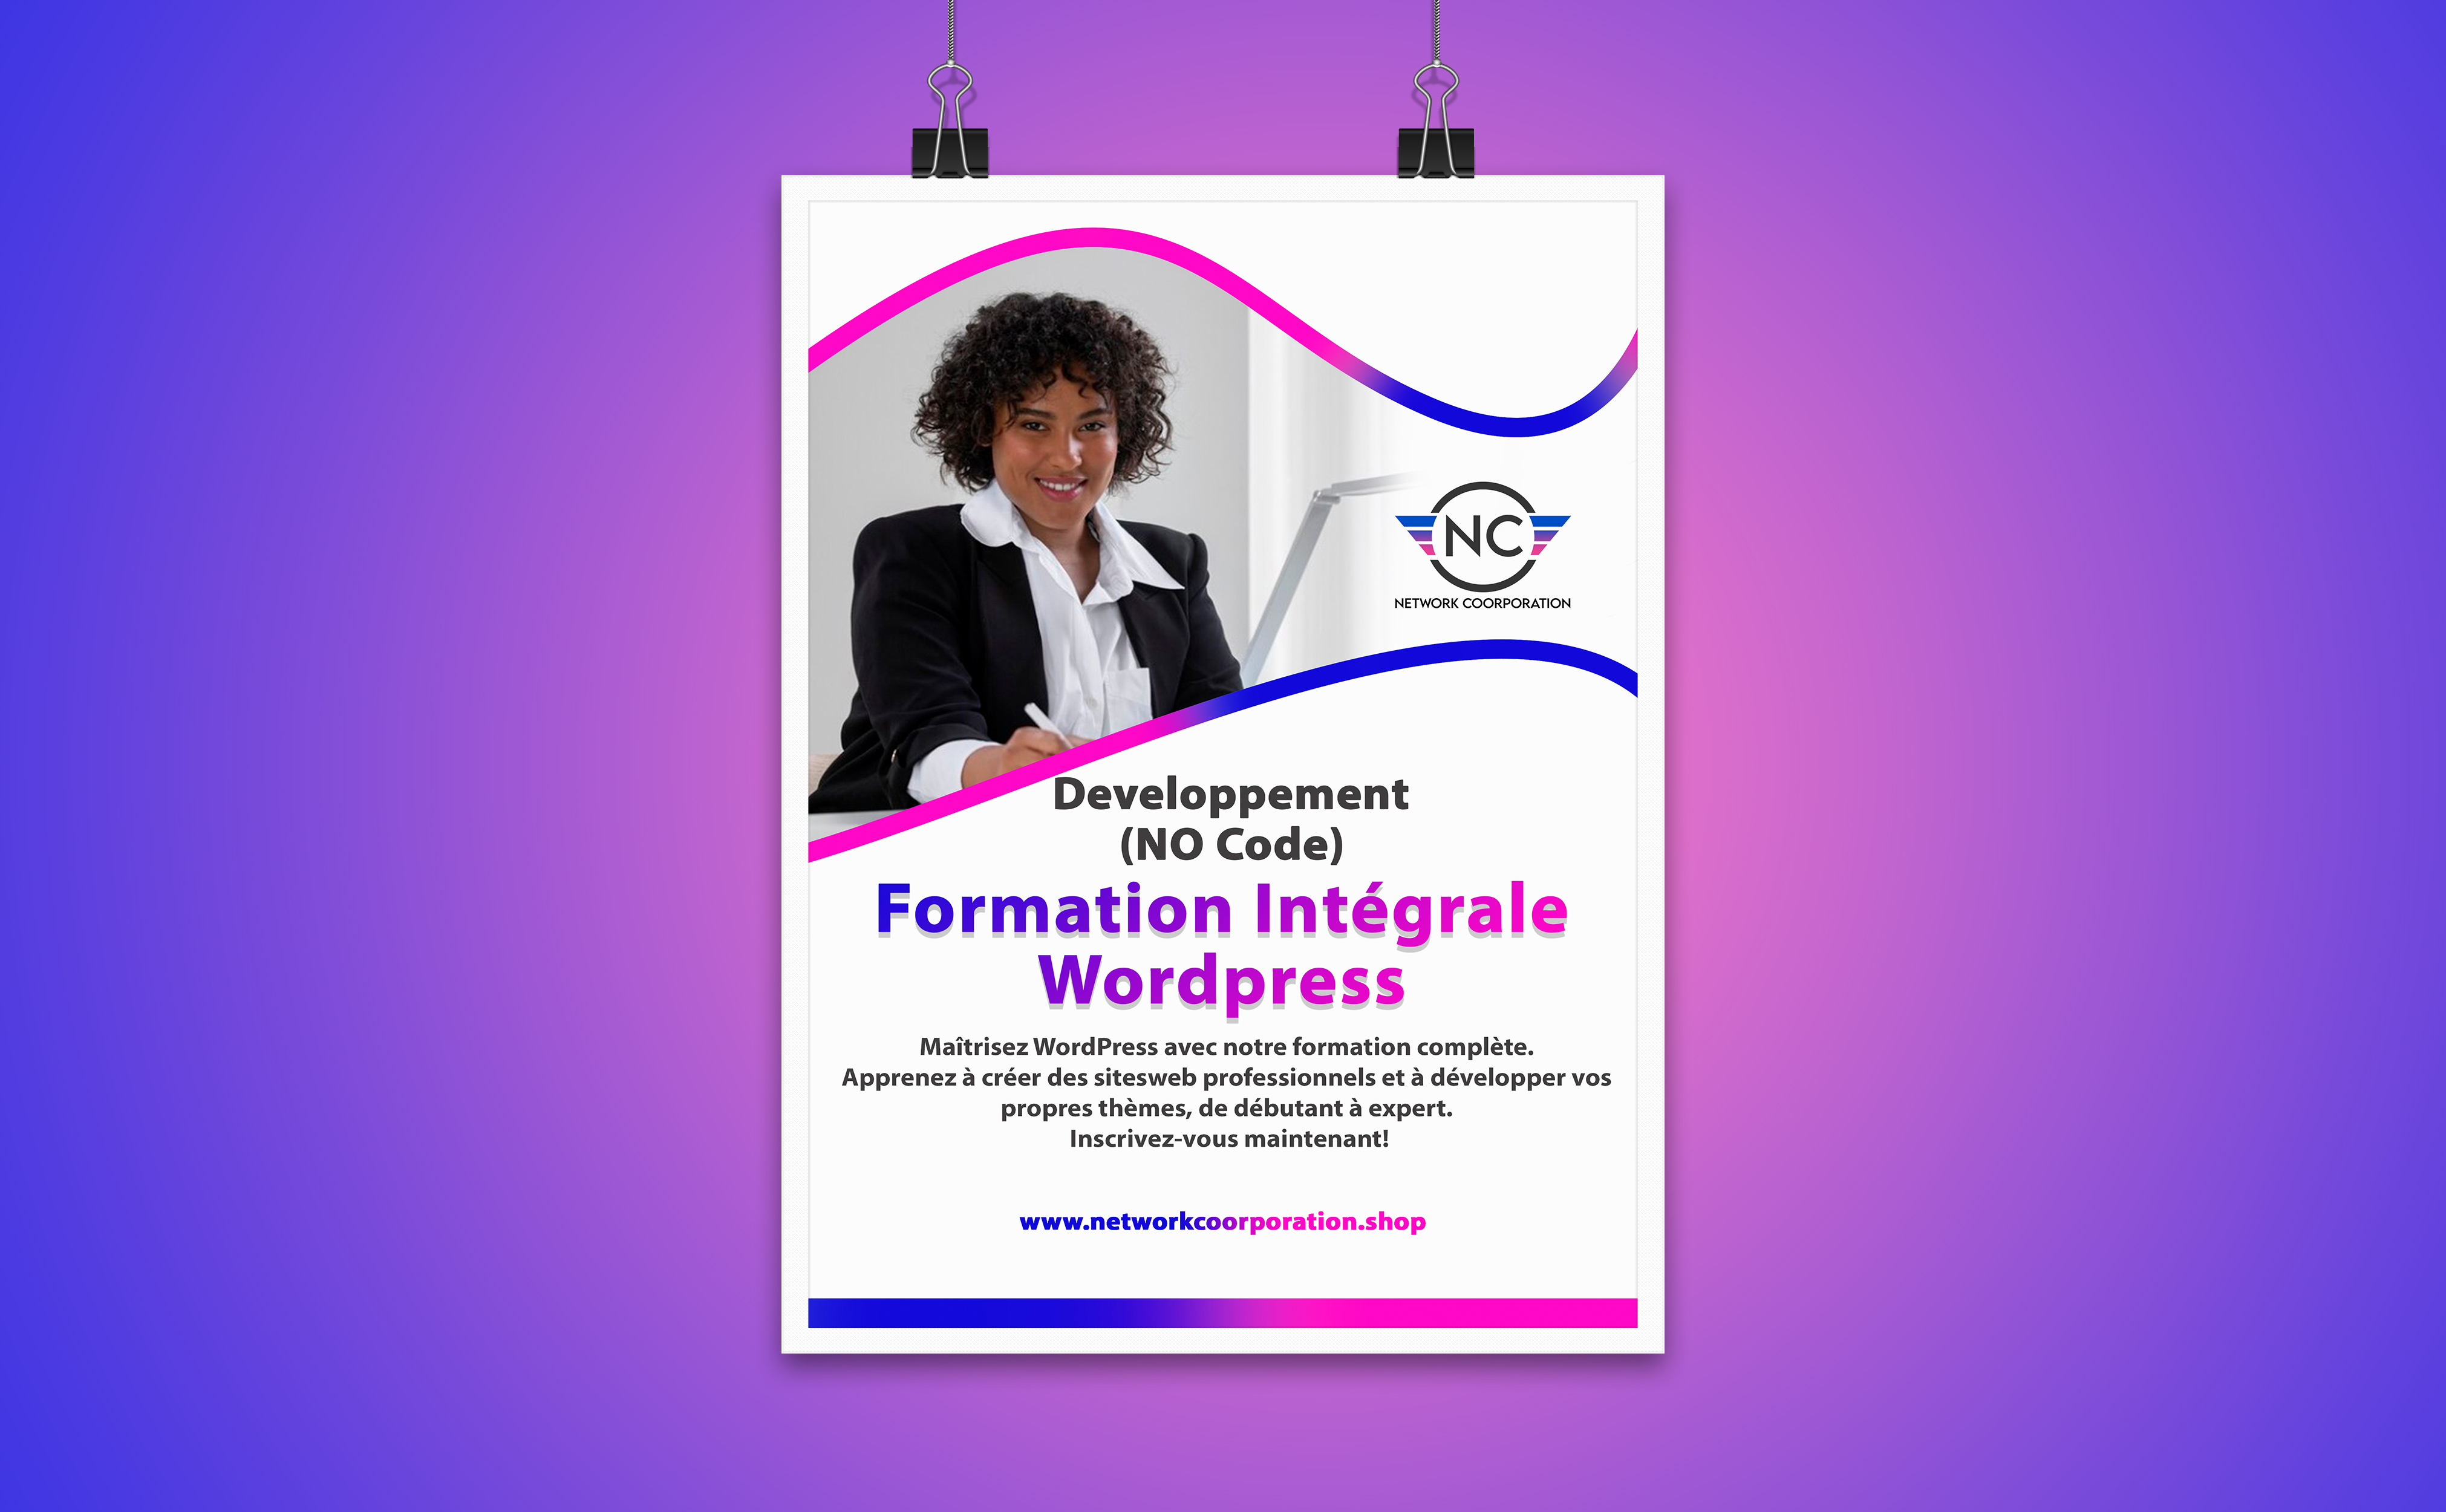 NC
NETWORK COORPORATION
Developpement
(NO Code)
Formation Intégrale
Wordpress
Maîtrisez WordPress avec notre formation complète.
Apprenez à créer des sitesweb professionnels et à développer vos
propres thèmes, de débutant à expert.
Inscrivez-vous maintenant!
www.networkcoorporation.shop